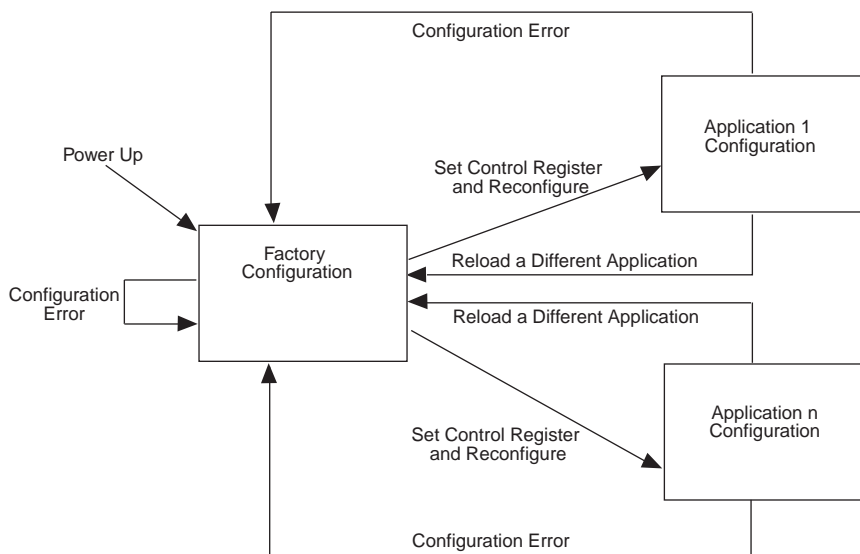 Configuration Error
Application 1
Configuration
Power Up
Set Control Register
and Reconfigure
Factory
Configuration
Reload a Different Application
Configuration
Error
Reload a Different Application
Application n
Configuration
Set Control Register
and Reconfigure
Configuration Error